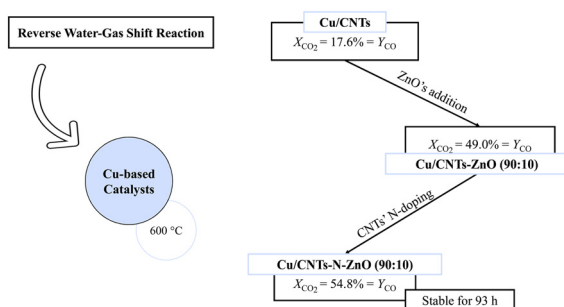 Reverse Water-Gas Shift Reaction
Cu-based
Catalysts
600 °C
Cu/CNTs
X_CO₂ = 17.6% = Y_CO
ZnO's addition
X_CO₂ = 49.0% = Y_CO
Cu/CNTs-ZnO (90:10)
CNTs' N-doping
Cu/CNTs-N-ZnO (90:10)
X_CO₂ = 54.8% = Y_CO
Stable for 93 h